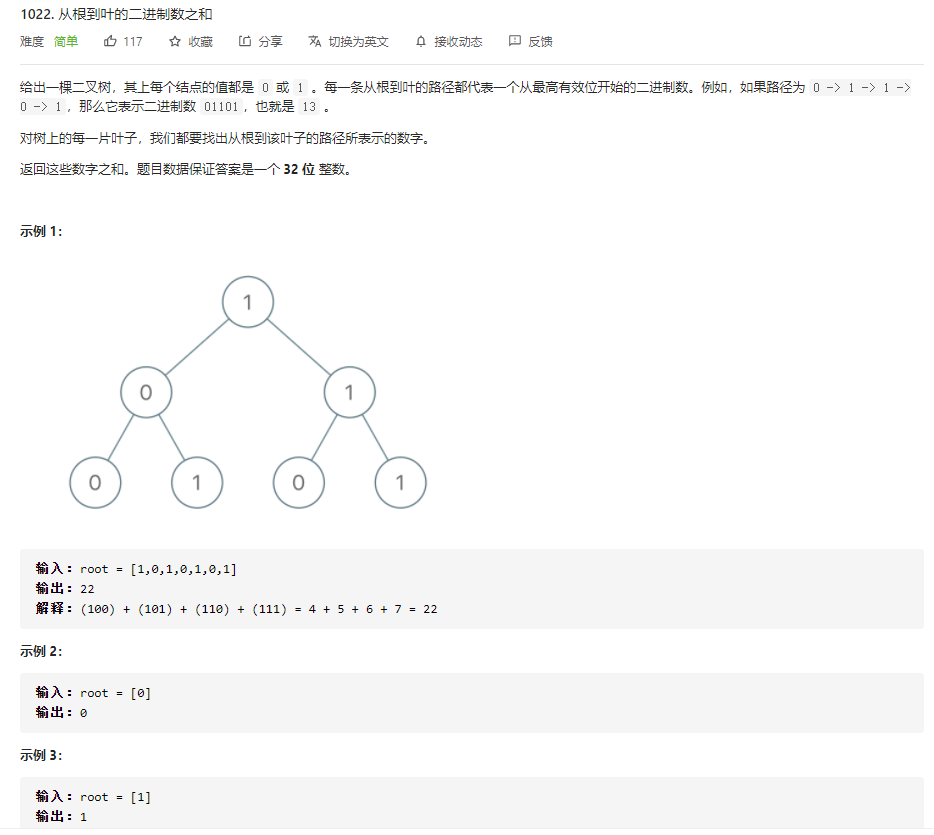 1022. 从根到叶的二进制数之和
难度 简单 117 收藏 分享 切换为英文 接收动态 反馈
给出一棵二叉树，其上每个结点的值都是 0 或 1 。每一条从根到叶的路径都代表一个从最高有效位开始的二进制数。例如，如果路径为 0 -> 1 -> 1 ->
0 -> 1，那么它表示二进制数 01101，也就是 13 。
对树上的每一片叶子，我们都要找出从根到该叶子的路径所表示的数字。
返回这些数字之和。题目数据保证答案是一个 32 位 整数。
示例 1：
1
0 1
0 1 0 1
输入：root = [1,0,1,0,1,0,1]
输出：22
解释：(100) + (101) + (110) + (111) = 4 + 5 + 6 + 7 = 22
示例 2：
输入：root = [0]
输出：0
示例 3：
输入：root = [1]
输出：1